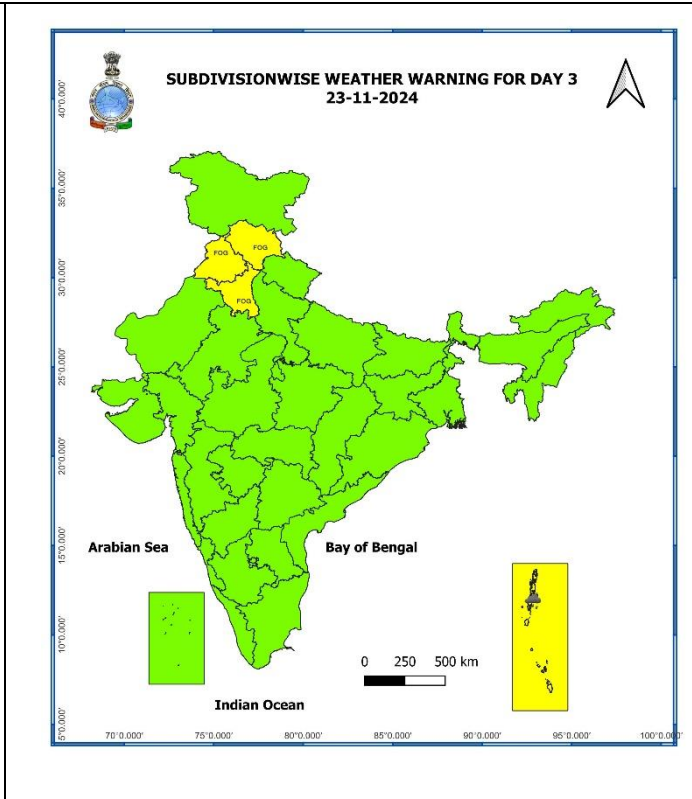 SUBDIVISIONWISE WEATHER WARNING FOR DAY 3
23-11-2024
40°0.000'
35°0.000'
30°0.000'
25°0.000'
20°0.000'
15°0.000'
10°0.000'
5°0.000'
FOG
FOG
FOG
Arabian Sea
Bay of Bengal
0 250 500 km
Indian Ocean
70°0.000' 75°0.000' 80°0.000' 85°0.000' 90°0.000' 95°0.000' 100°0.000'